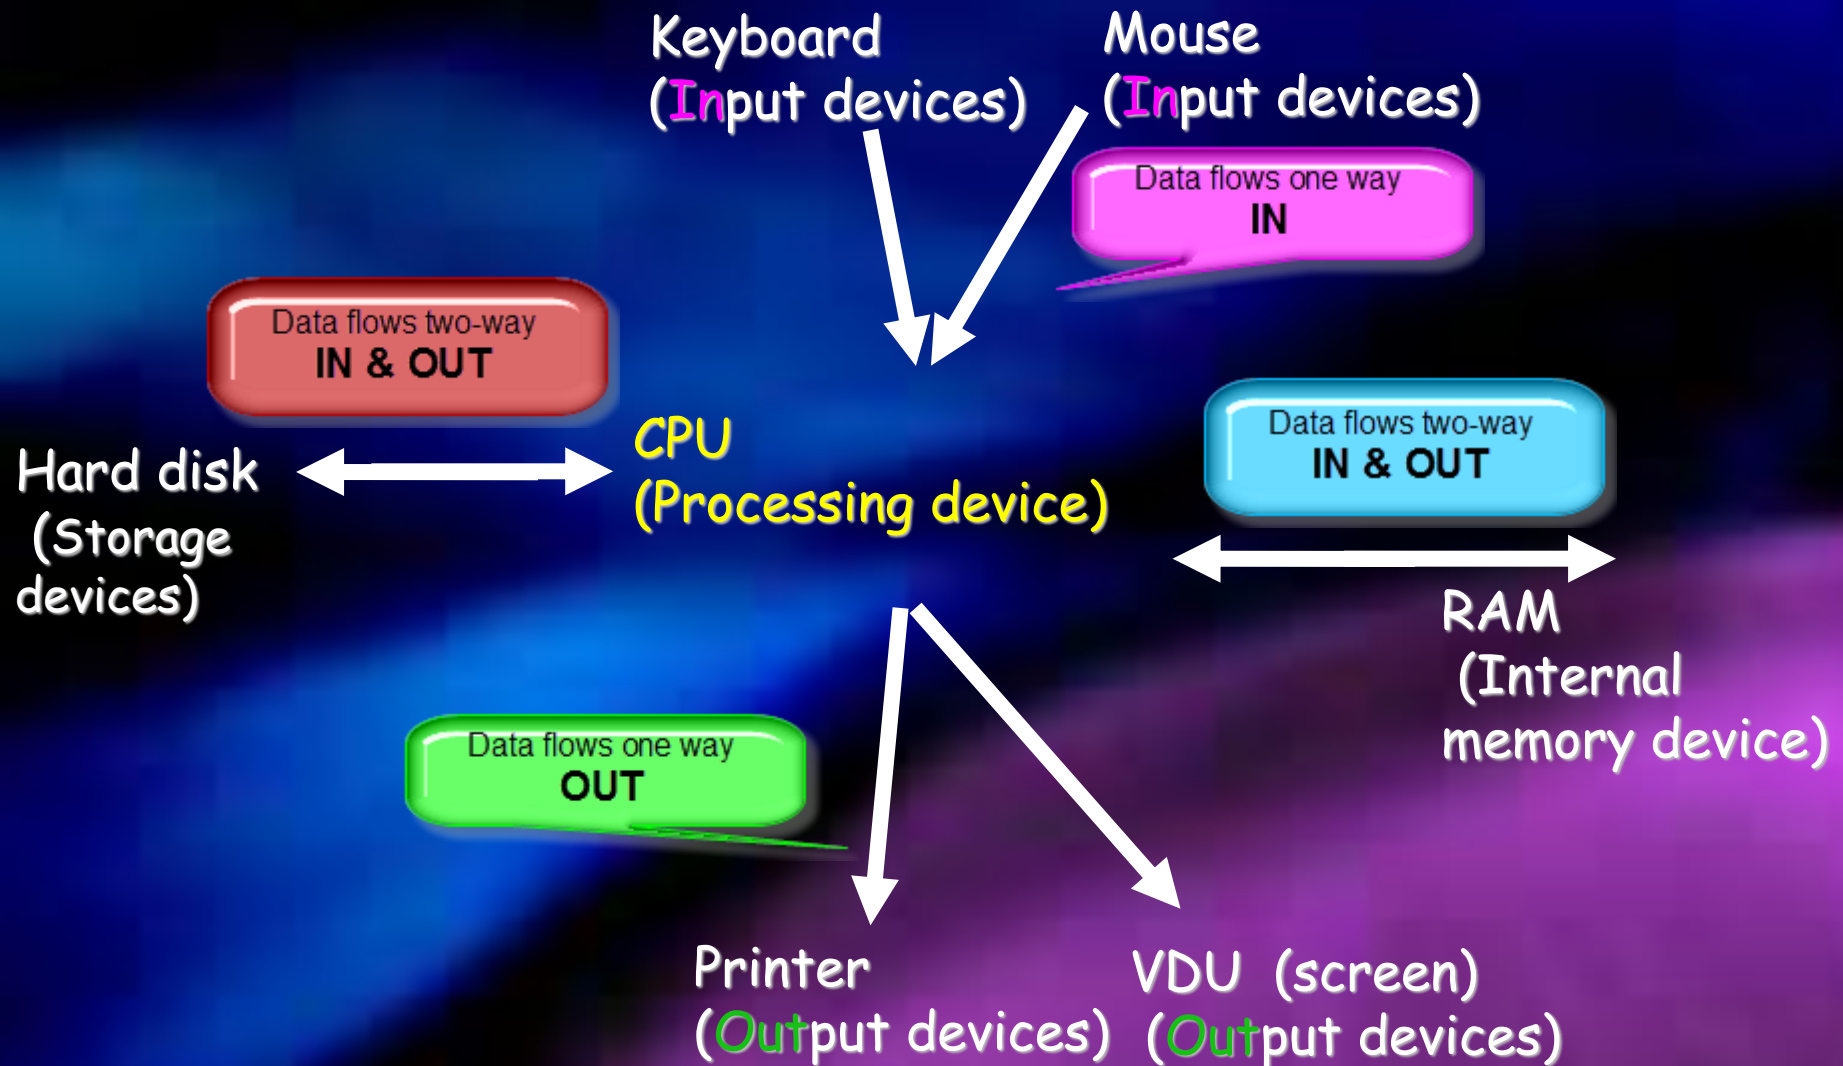 Keyboard
(Input devices)
Mouse
(Input devices)
Data flows one way
IN
Data flows two-way
IN & OUT
Hard disk
(Storage
devices)
CPU
(Processing device)
Data flows two-way
IN & OUT
RAM
(Internal
memory device)
Data flows one way
OUT
Printer
(Output devices)
VDU (screen)
(Output devices)